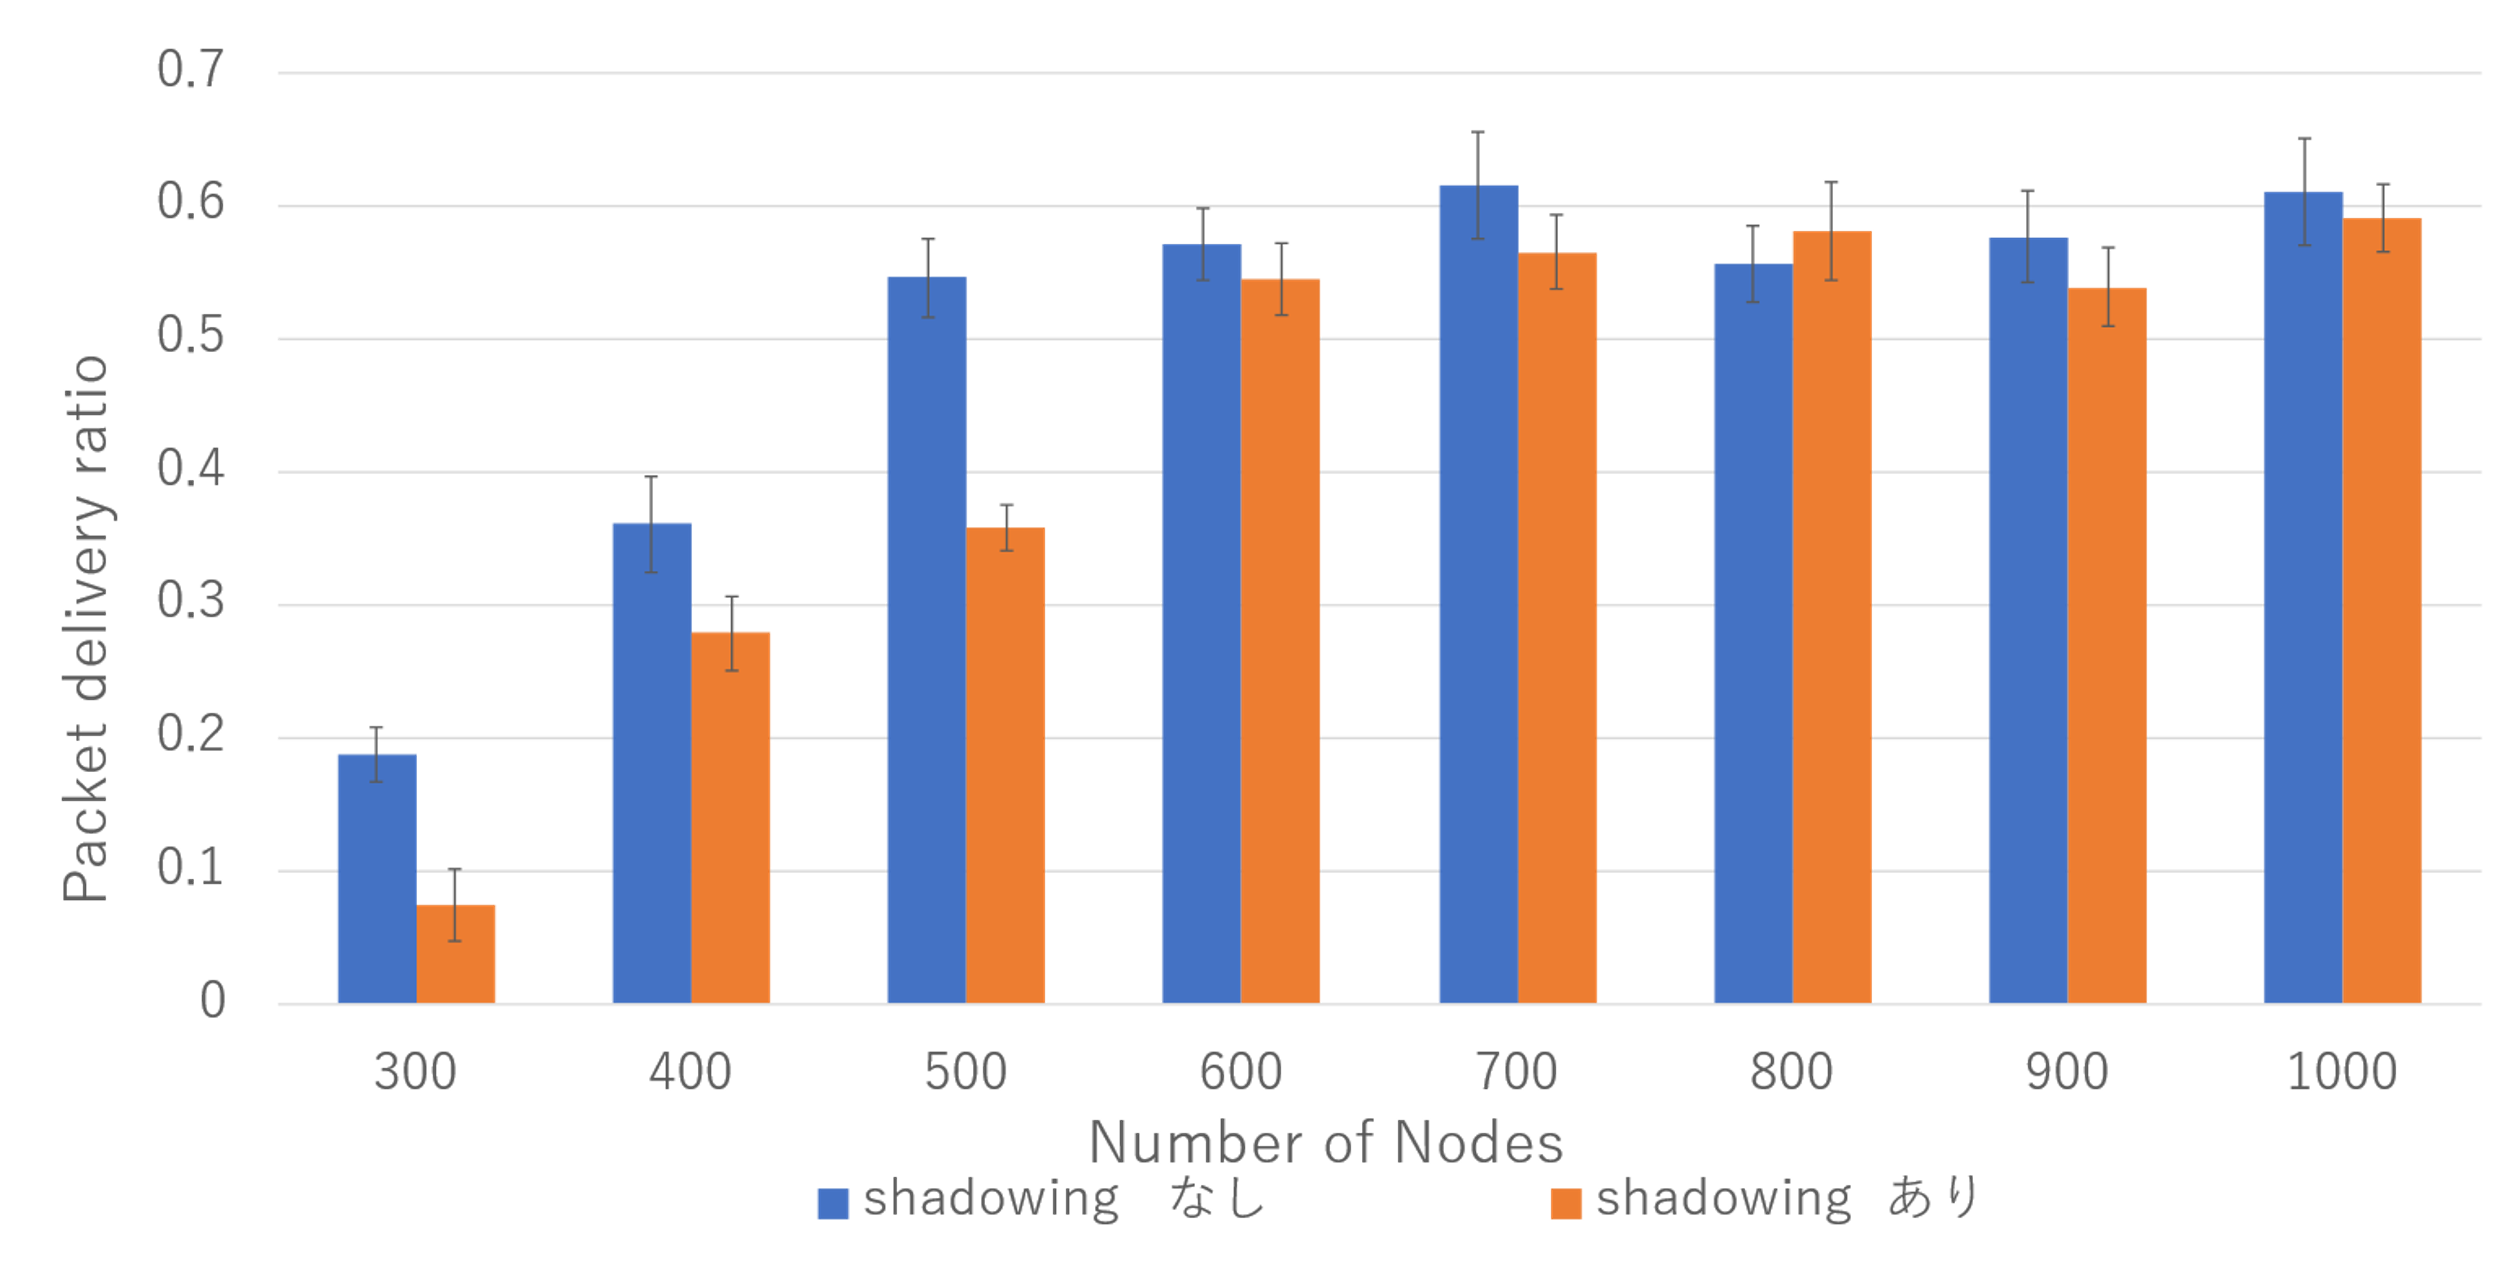 0.7
0.6
0.5
0.4
0.3
0.2
0.1
0
Packet delivery ratio
300 400 500 600 700 800 900 1000
Number of Nodes
shadowing　なし shadowing あり